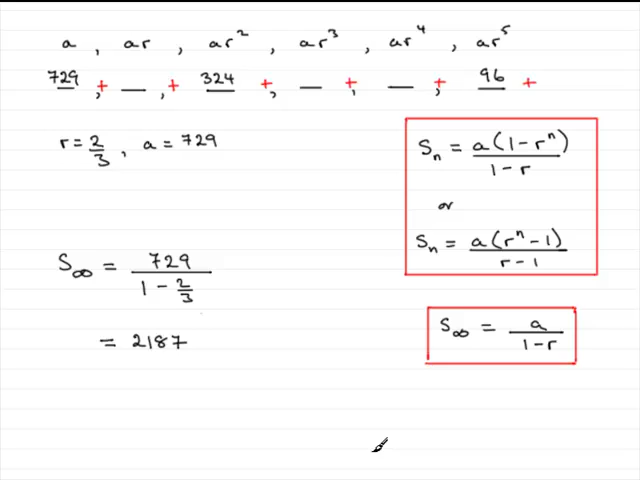 a , ar , ar² , ar³ , ar⁴ , ar⁵
729 + , __ , + 324 + , __ + , __ + , 96 +
r = 2/3 , a = 729
Sₙ = a(1 - rⁿ) / 1 - r
or
Sₙ = a(rⁿ - 1) / r - 1
S∞ = 729 / 1 - 2/3
= 2187
S∞ = a / 1 - r